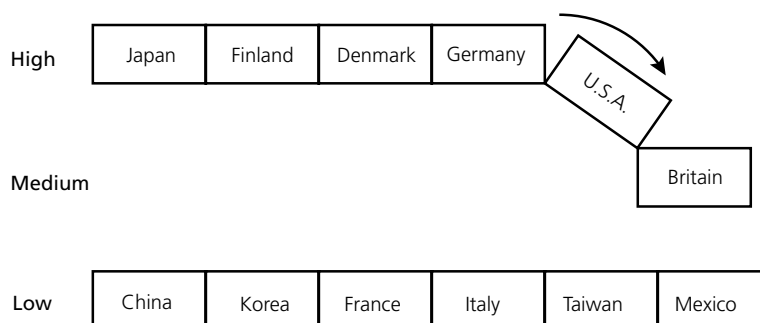 High Japan Finland Denmark Germany
U.S.A.
Medium Britain
Low China Korea France Italy Taiwan Mexico